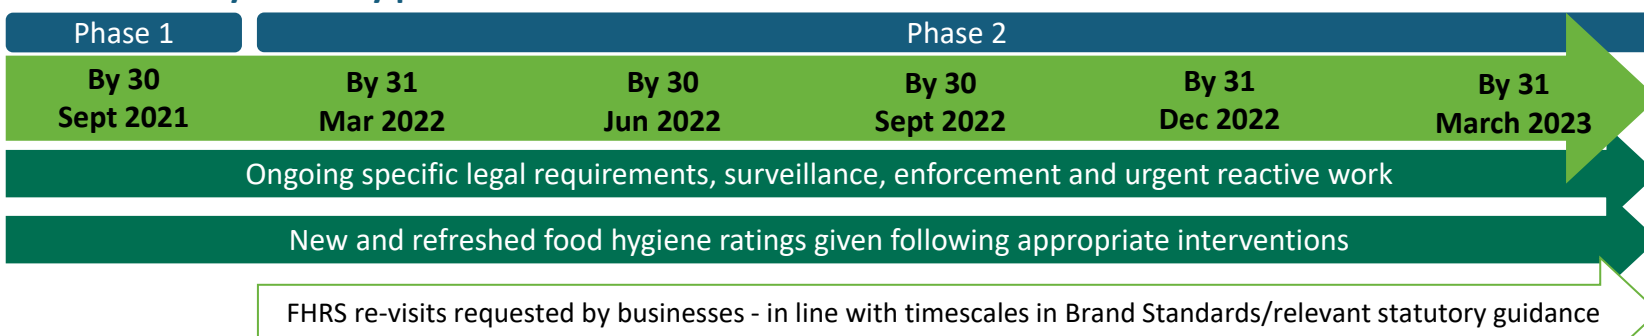 Phase 1
Phase 2
By 30
Sept 2021
By 31
Mar 2022
By 30
Jun 2022
By 30
Sept 2022
By 31
Dec 2022
By 31
March 2023
Ongoing specific legal requirements, surveillance, enforcement and urgent reactive work
New and refreshed food hygiene ratings given following appropriate interventions
FHRS re-visits requested by businesses - in line with timescales in Brand Standards/relevant statutory guidance